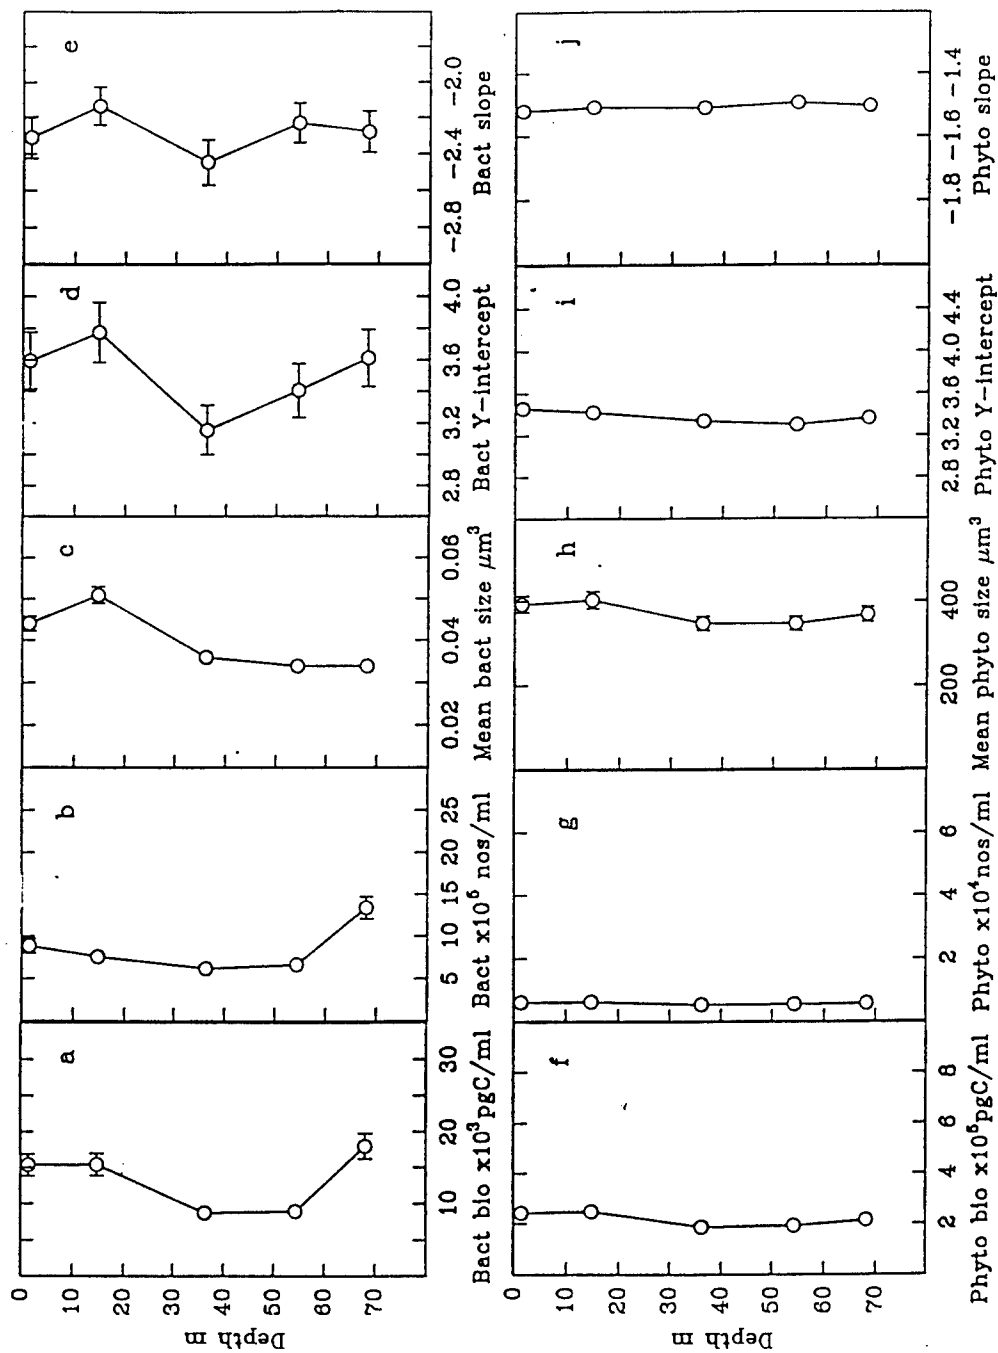 a
b
c
d
e
0
10
20
30
40
50
60
70
Depth m
10 20 30
Bact bio x10³pgC/ml
5 10 15 20 25
Bact x10⁵ nos/ml
0.02 0.04 0.06
Mean bact size μm³
2.8 3.2 3.6 4.0
Bact Y-intercept
-2.8 -2.4 -2.0
Bact slope
f
g
h
i
j
0
10
20
30
40
50
60
70
Depth m
2 4 6 8
Phyto bio x10⁵pgC/ml
2 4 6
Phyto x10⁴nos/ml
200 400
Mean phyto size μm³
2.8 3.2 3.6 4.0 4.4
Phyto Y-intercept
-1.8 -1.6 -1.4
Phyto slope